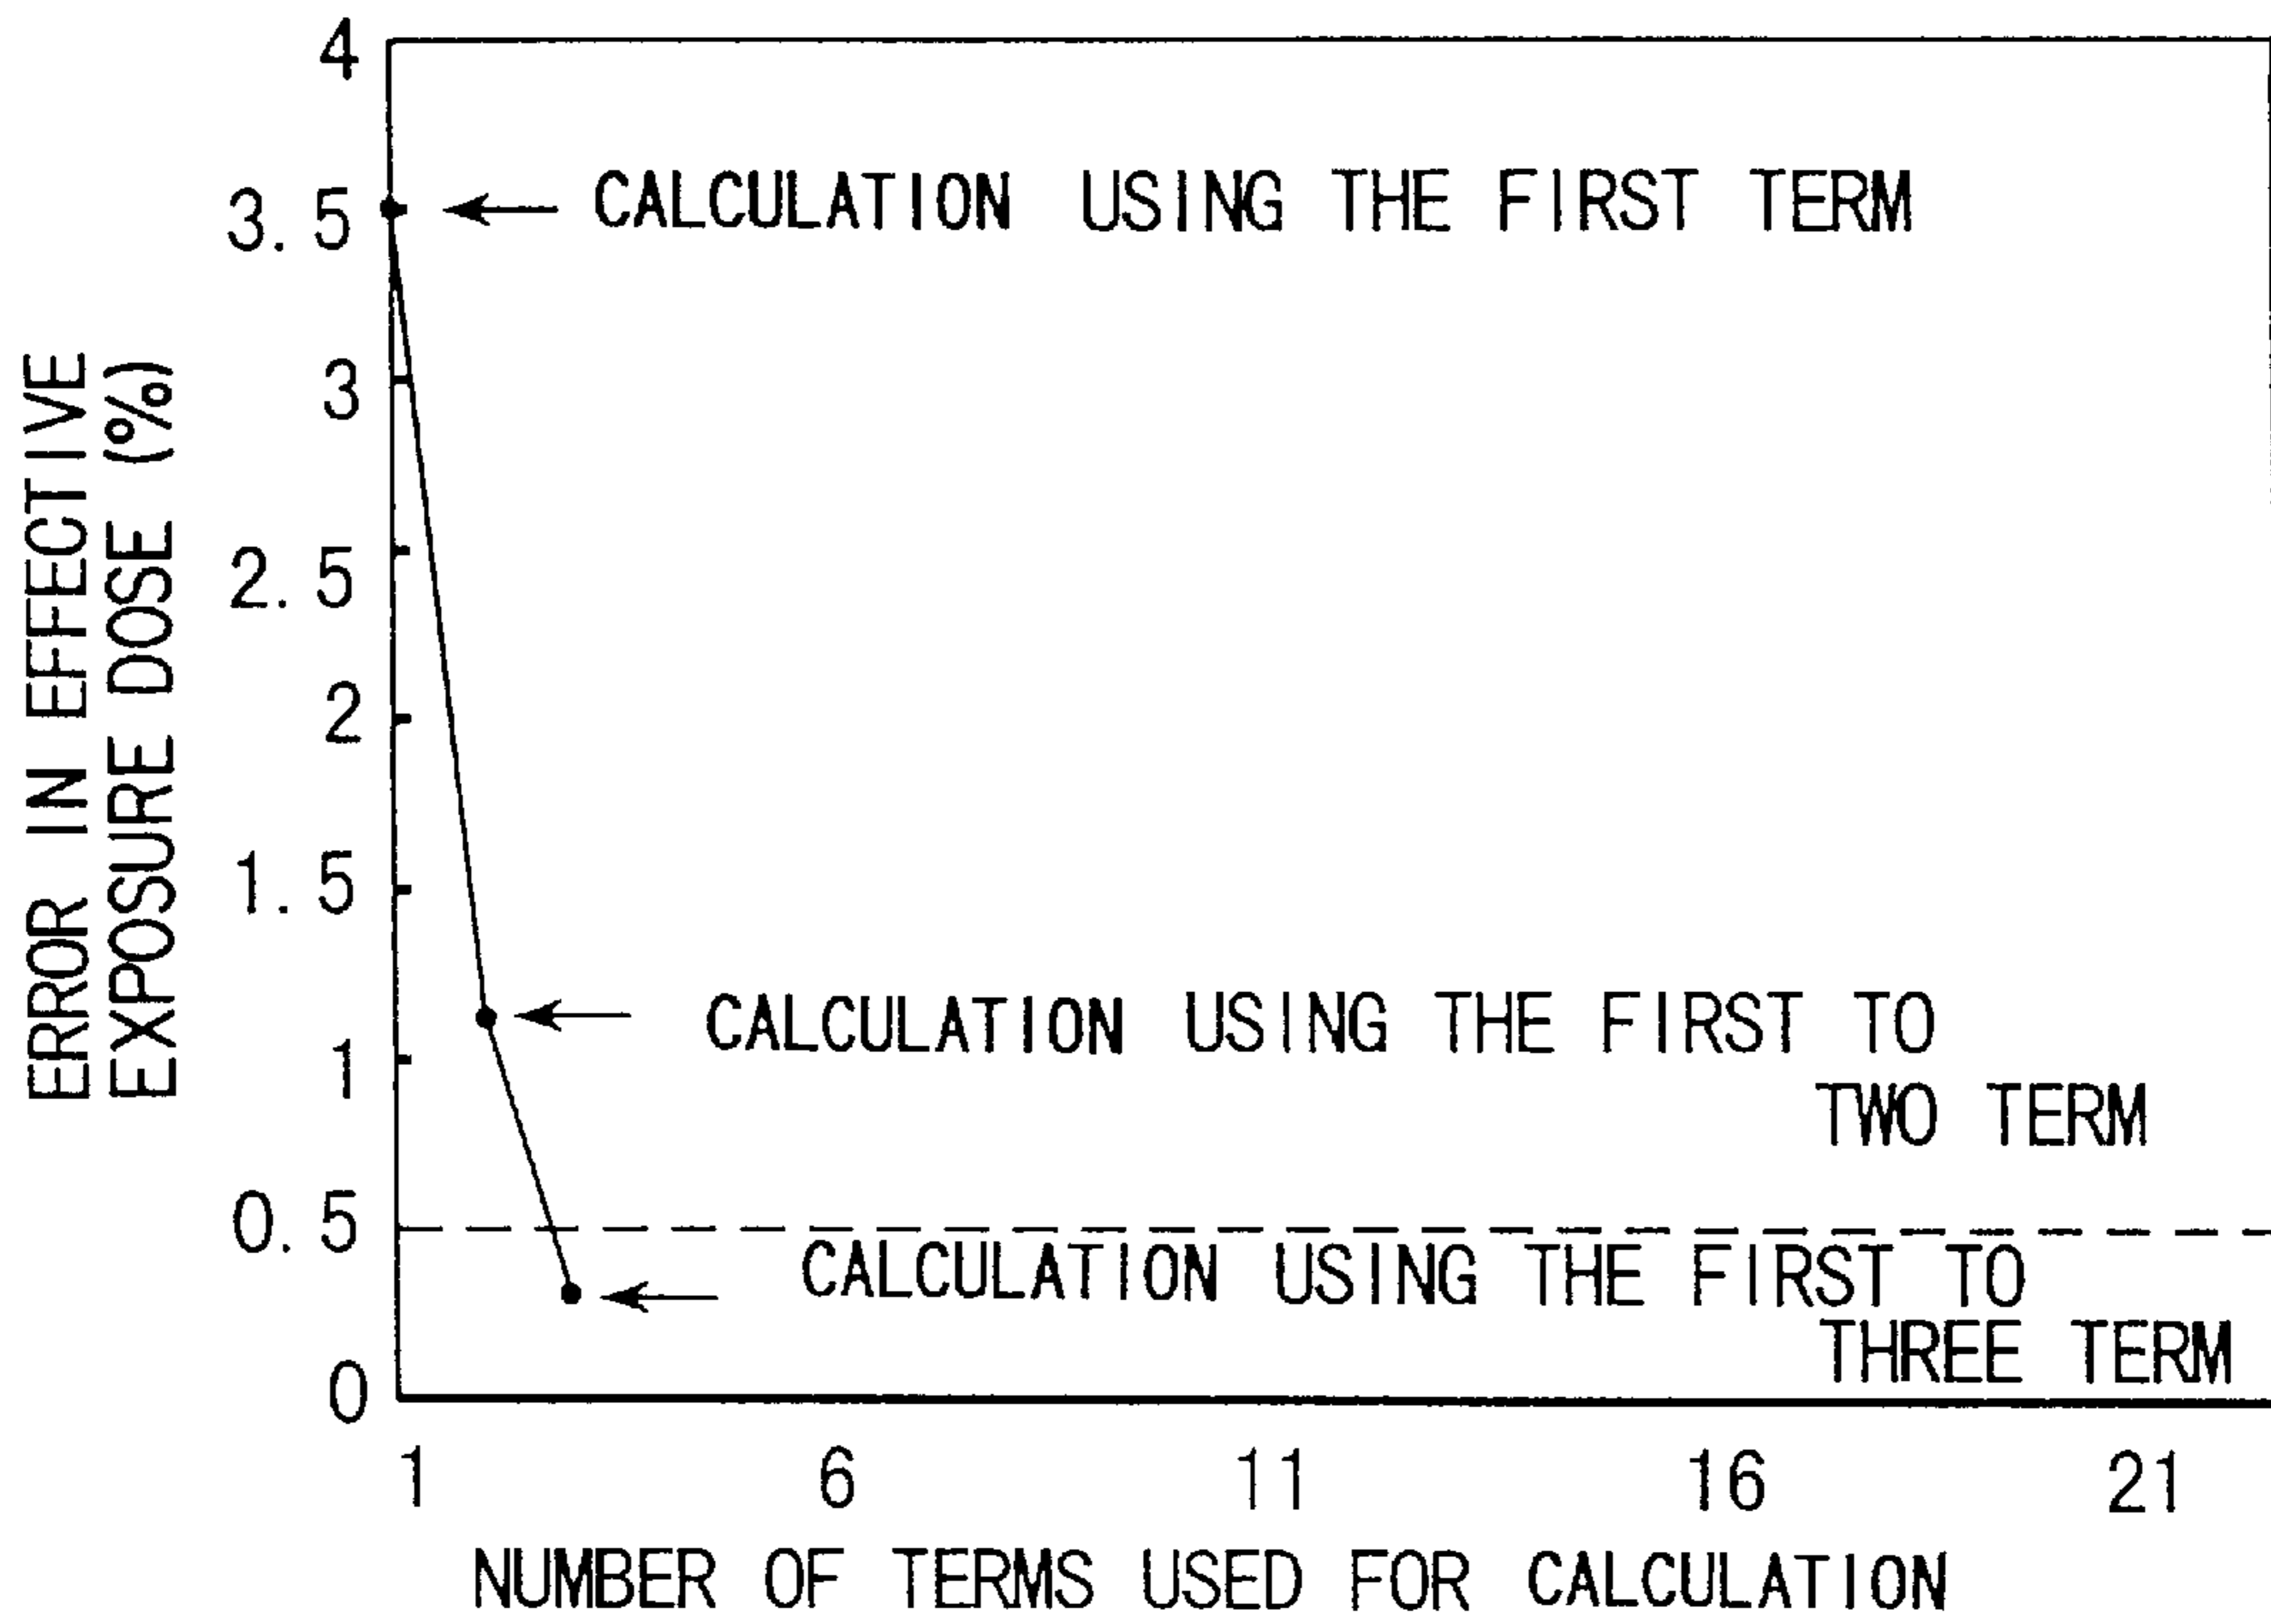 ERROR IN EFFECTIVE
EXPOSURE DOSE (%)
4
3.5
3
2.5
2
1.5
1
0.5
0
CALCULATION USING THE FIRST TERM
CALCULATION USING THE FIRST TO
TWO TERM
CALCULATION USING THE FIRST TO
THREE TERM
1 6 11 16 21
NUMBER OF TERMS USED FOR CALCULATION